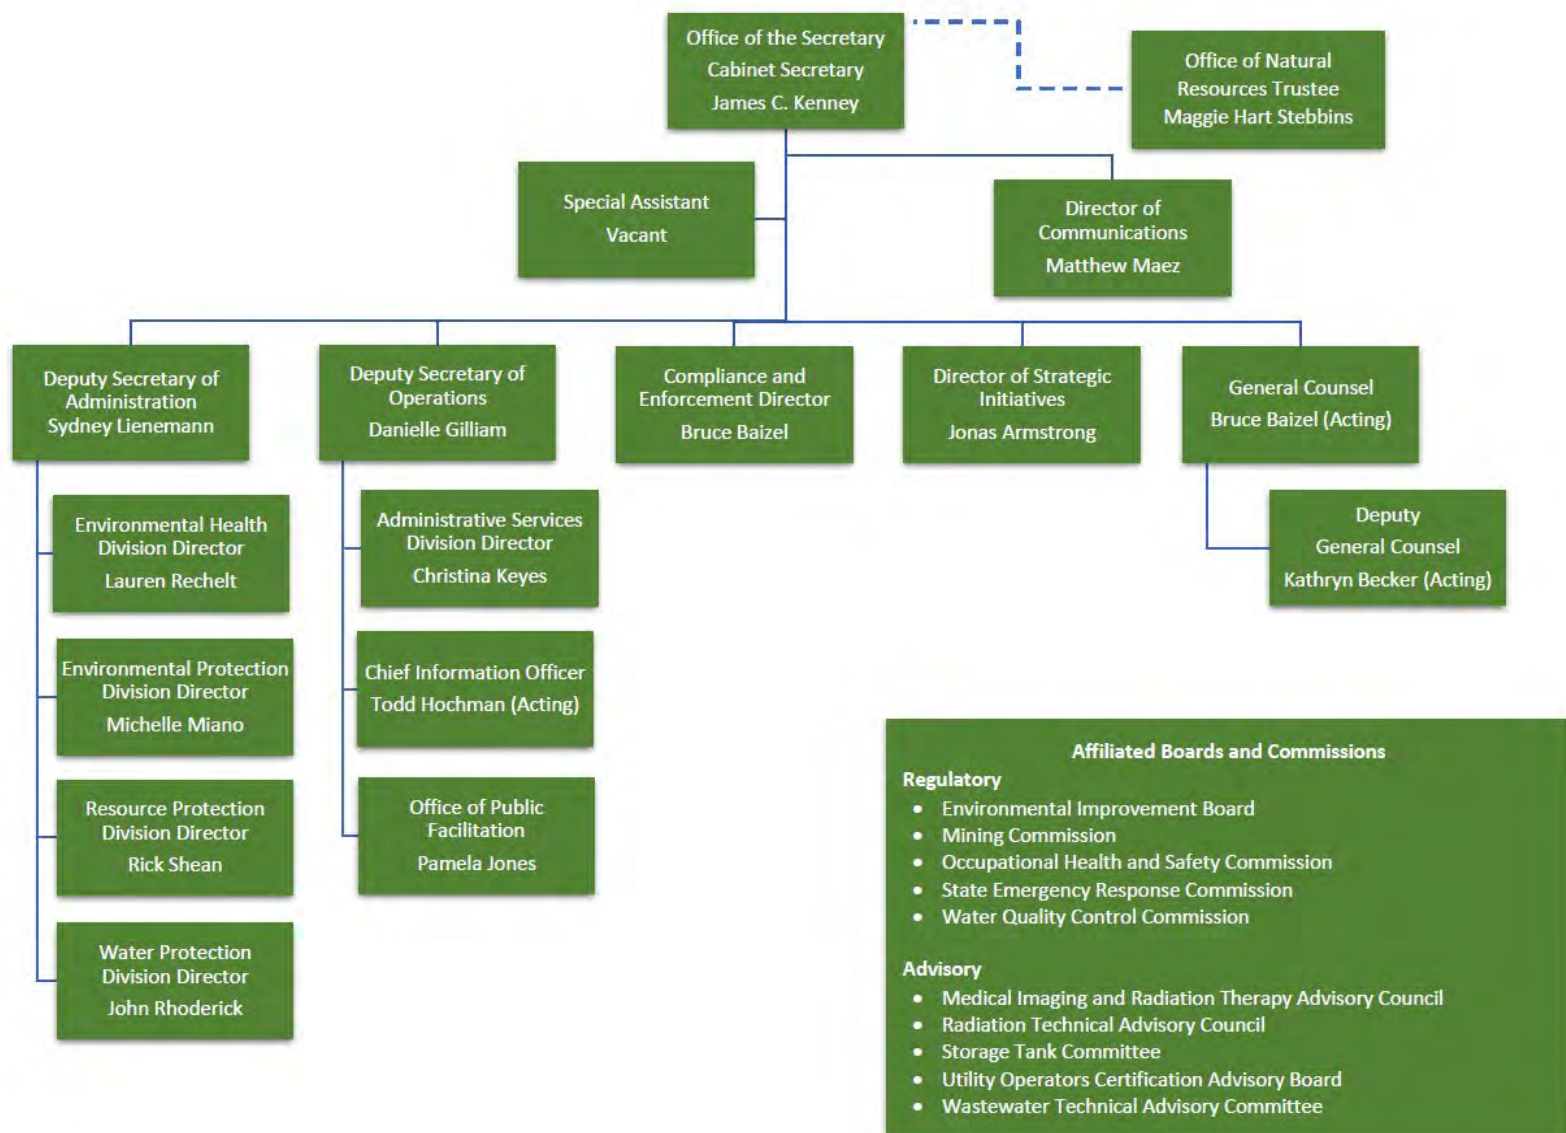 Office of the Secretary
Cabinet Secretary
James C. Kenney
Office of Natural
Resources Trustee
Maggie Hart Stebbins
Special Assistant
Vacant
Director of
Communications
Matthew Maez
Deputy Secretary of
Administration
Sydney Lienemann
Deputy Secretary of
Operations
Danielle Gilliam
Compliance and
Enforcement Director
Bruce Baizel
Director of Strategic
Initiatives
Jonas Armstrong
General Counsel
Bruce Baizel (Acting)
Environmental Health
Division Director
Lauren Rechelt
Administrative Services
Division Director
Christina Keyes
Deputy
General Counsel
Kathryn Becker (Acting)
Environmental Protection
Division Director
Michelle Miano
Chief Information Officer
Todd Hochman (Acting)
Resource Protection
Division Director
Rick Shean
Office of Public
Facilitation
Pamela Jones
Water Protection
Division Director
John Rhoderick
Affiliated Boards and Commissions
Regulatory
• Environmental Improvement Board
• Mining Commission
• Occupational Health and Safety Commission
• State Emergency Response Commission
• Water Quality Control Commission
Advisory
• Medical Imaging and Radiation Therapy Advisory Council
• Radiation Technical Advisory Council
• Storage Tank Committee
• Utility Operators Certification Advisory Board
• Wastewater Technical Advisory Committee